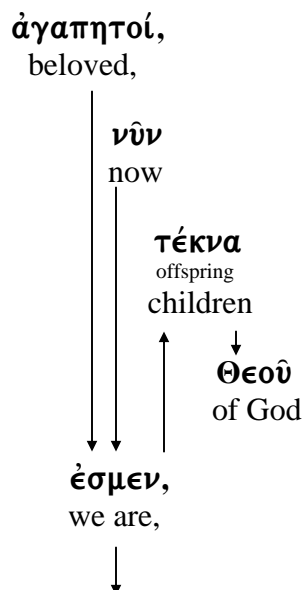 ἀγαπητοί,
beloved,
νῦν
now
τέκνα
offspring
children
Θεοῦ
of God
ἐσμεν,
we are,